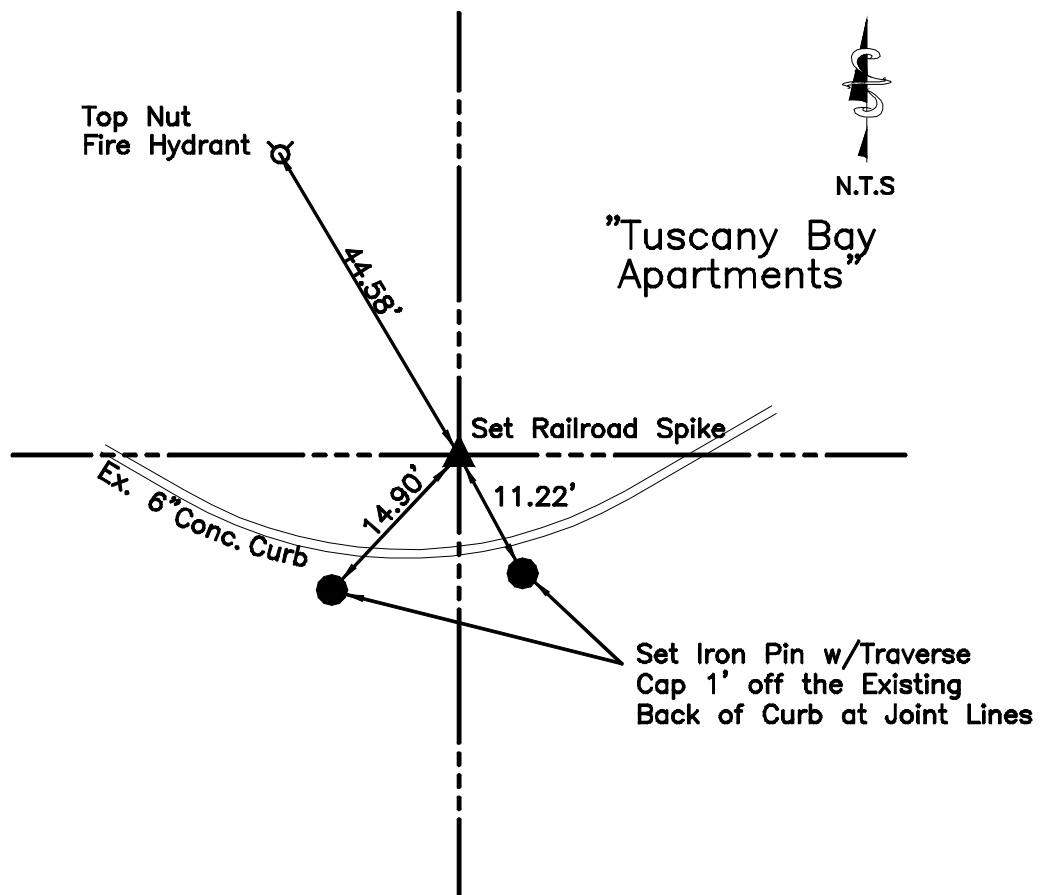 Top Nut
Fire Hydrant
N.T.S
"Tuscany Bay
Apartments"
44.58'
Set Railroad Spike
14.90'
11.22'
Ex. 6"Conc. Curb
Set Iron Pin w/Traverse
Cap 1' off the Existing
Back of Curb at Joint Lines